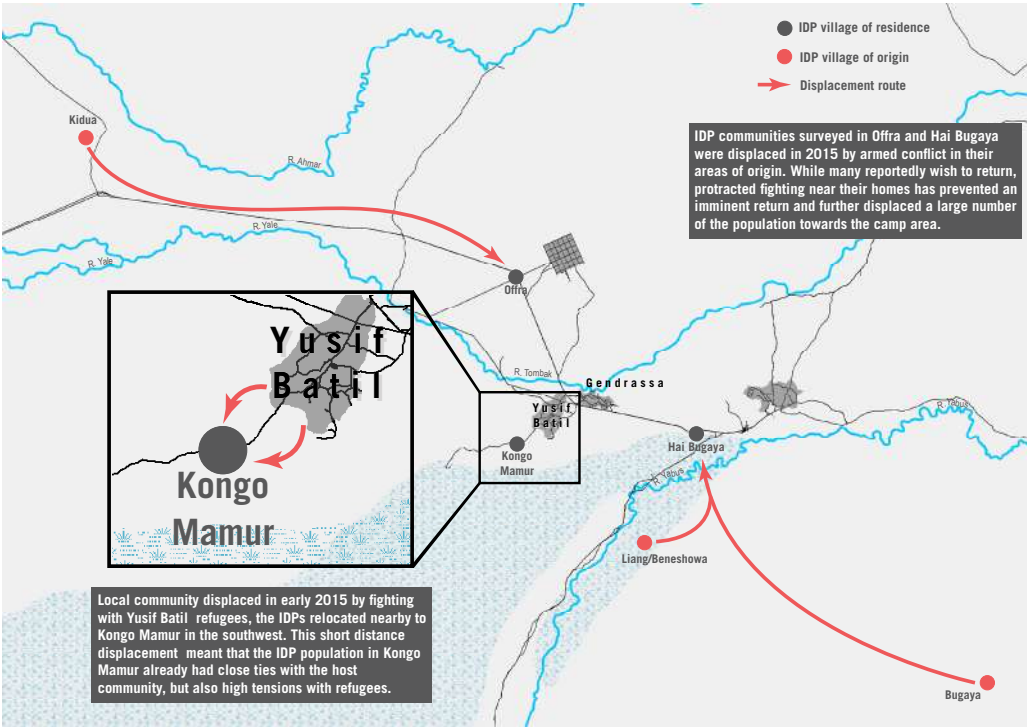 IDP village of residence
IDP village of origin
Displacement route
Kidua
IDP communities surveyed in Offra and Hai Bugaya
were displaced in 2015 by armed conflict in their
areas of origin. While many reportedly wish to return,
protracted fighting near their homes has prevented an
imminent return and further displaced a large number
of the population towards the camp area.
R. Ahmar
R. Yale
R. Yale
Offra
Yusif
Batil
Kongo
Mamur
R. Tombak
Gendrassa
Yusif
Batil
R. Yabus
Hai Bugaya
Kongo
Mamur
R. Yabus
Liang/Beneshowa
Local community displaced in early 2015 by fighting
with Yusif Batil refugees, the IDPs relocated nearby to
Kongo Mamur in the southwest. This short distance
displacement meant that the IDP population in Kongo
Mamur already had close ties with the host
community, but also high tensions with refugees.
Bugaya